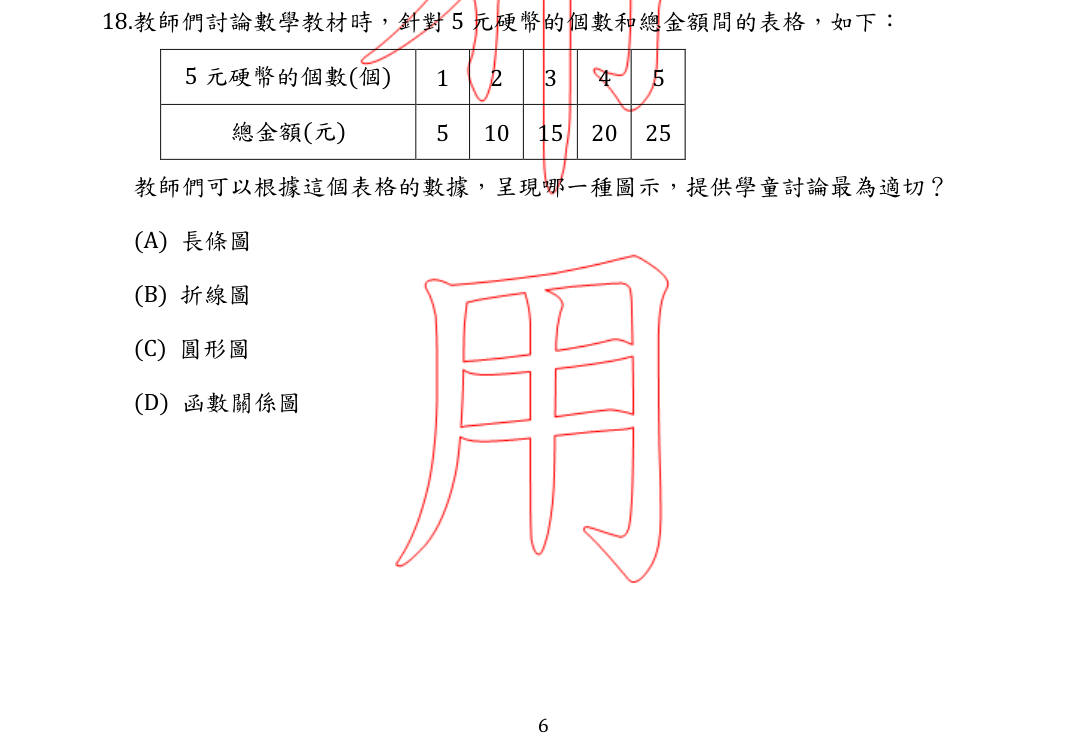 18.教師們討論數學教材時，針對 5 元硬幣的個數和總金額間的表格，如下：
5 元硬幣的個數(個) 1 2 3 4 5
總金額(元) 5 10 15 20 25
教師們可以根據這個表格的數據，呈現哪一種圖示，提供學童討論最為適切？
(A) 長條圖
(B) 折線圖
(C) 圓形圖
(D) 函數關係圖
用
6